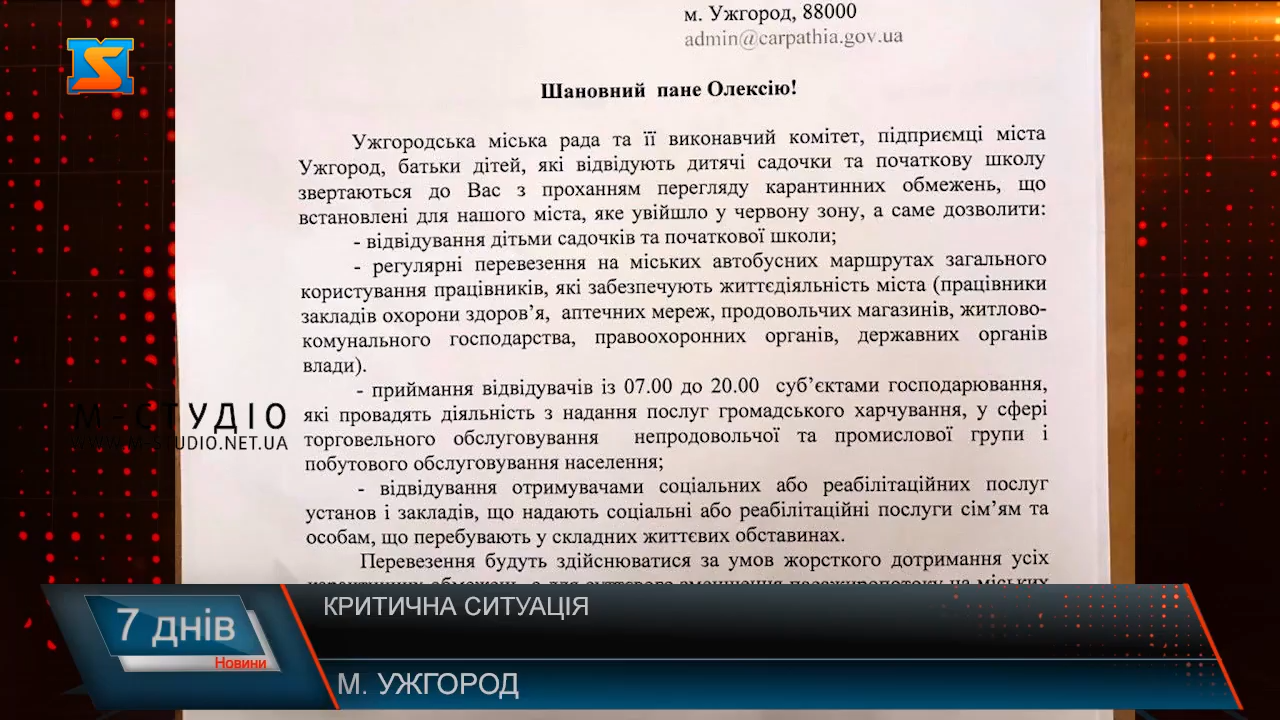 м. Ужгород, 88000
admin@carpathia.gov.ua
Шановний пане Олексію!
Ужгородська міська рада та її виконавчий комітет, підприємці міста
Ужгород, батьки дітей, які відвідують дитячі садочки та початкову школу
звертаються до Вас з проханням перегляду карантинних обмежень, що
встановлені для нашого міста, яке увійшло у червону зону, а саме дозволити:
- відвідування дітьми садочків та початкової школи;
- регулярні перевезення на міських автобусних маршрутах загального
користування працівників, які забезпечують життєдіяльність міста (працівники
закладів охорони здоров’я, аптечних мереж, продовольчих магазинів, житлово-
комунального господарства, правоохоронних органів, державних органів
влади).
- приймання відвідувачів із 07.00 до 20.00 суб’єктами господарювання,
які провадять діяльність з надання послуг громадського харчування, у сфері
торговельного обслуговування непродовольчої та промислової групи і
побутового обслуговування населення;
- відвідування отримувачами соціальних або реабілітаційних послуг
установ і закладів, що надають соціальні або реабілітаційні послуги сім’ям та
особам, що перебувають у складних життєвих обставинах.
Перевезення будуть здійснюватися за умов жорсткого дотримання усіх
М-СТУДІО
WWW.M-STUDIO.NET.UA
7 днів
Новини
КРИТИЧНА СИТУАЦІЯ
М. УЖГОРОД